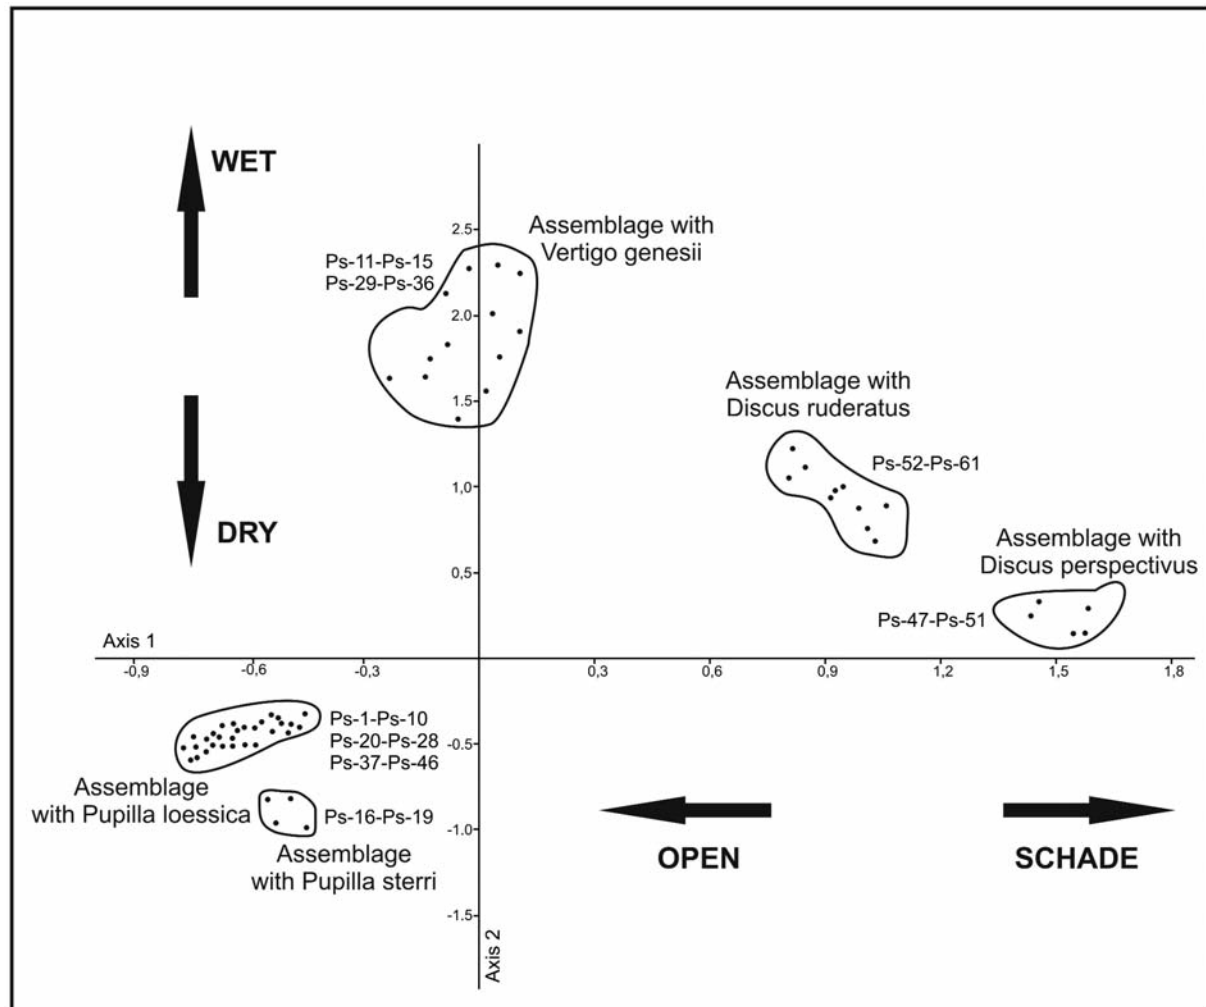 WET
Assemblage with
Vertigo genesii
Ps-11-Ps-15
Ps-29-Ps-36
2.5
2.0
1.5
Assemblage with
Discus ruderatus
Ps-52-Ps-61
1,0
DRY
0,5
Assemblage with
Discus perspectivus
Ps-47-Ps-51
Axis 1
-0,9
-0,6
-0,3
0,3
0,6
0,9
1,2
1,5
1,8
Ps-1-Ps-10
Ps-20-Ps-28
Ps-37-Ps-46
-0.5
Assemblage
with Pupilla loessica
Ps-16-Ps-19
-1.0
Assemblage
with Pupilla sterri
OPEN
SCHADE
-1.5
Axis 2